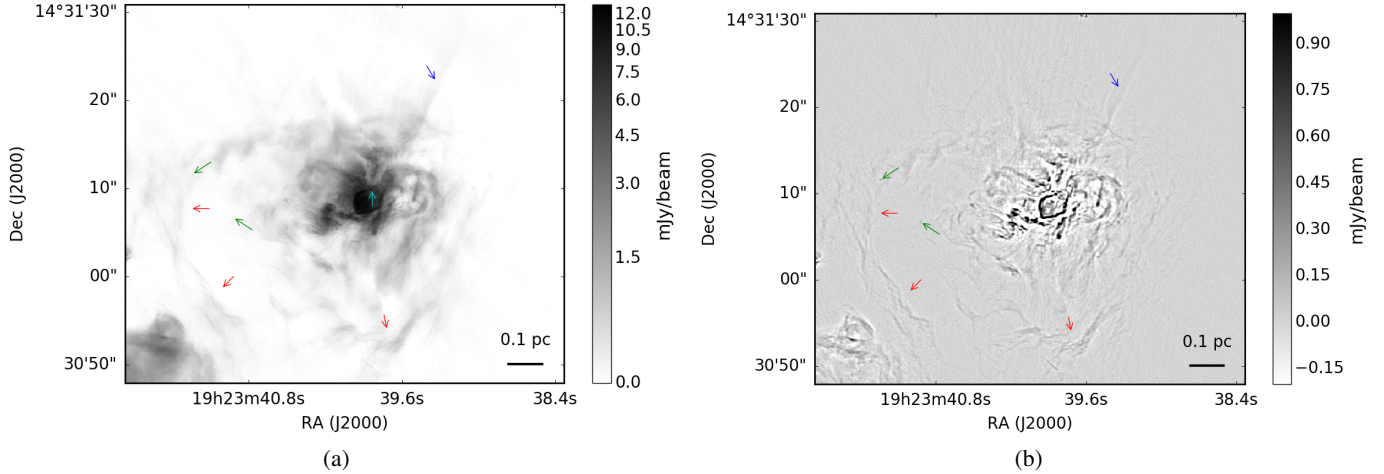 14°31'30"
20"
10"
00"
30'50"
Dec (J2000)
19h23m40.8s
39.6s
38.4s
RA (J2000)
0.1 pc
12.0
10.5
9.0
7.5
6.0
4.5
3.0
1.5
0.0
mJy/beam
(a)
14°31'30"
20"
10"
00"
30'50"
Dec (J2000)
19h23m40.8s
39.6s
38.4s
RA (J2000)
0.1 pc
0.90
0.75
0.60
0.45
0.30
0.15
0.00
−0.15
mJy/beam
(b)